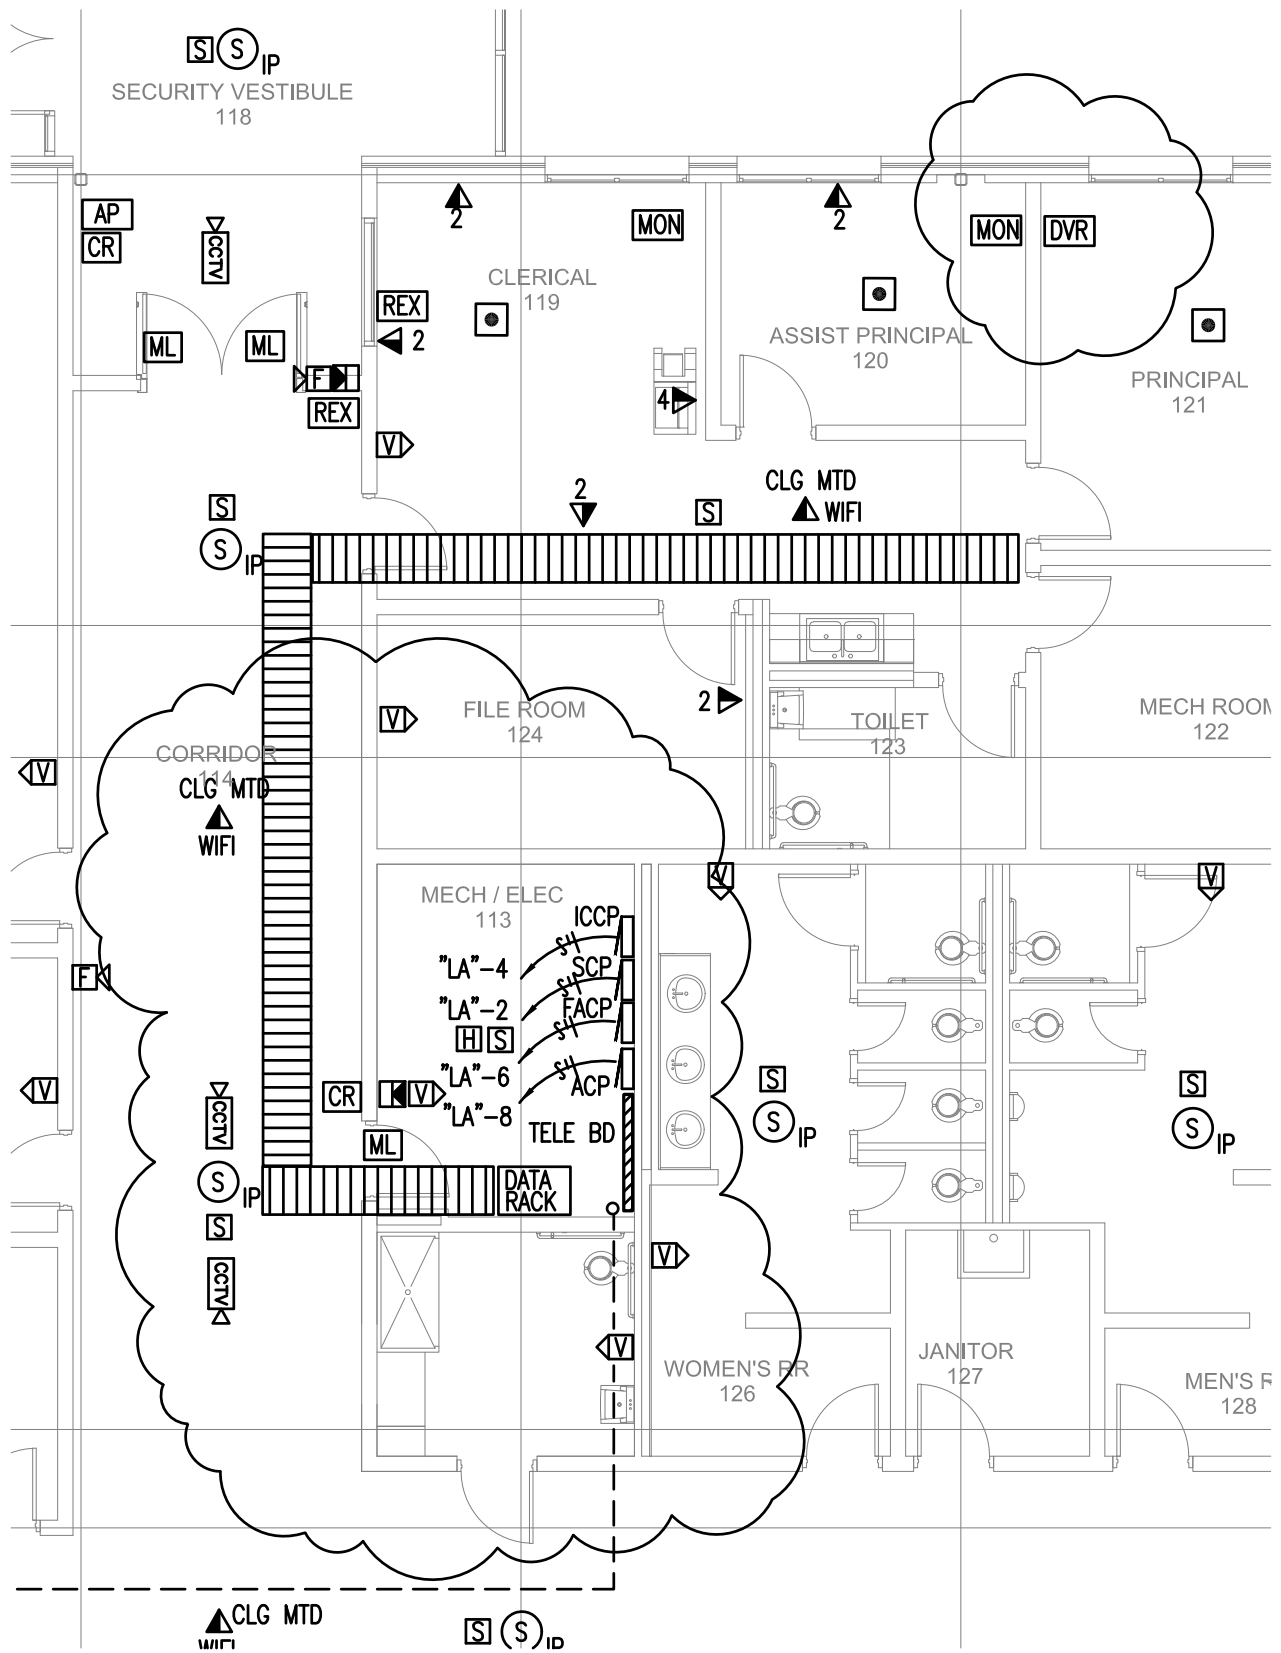 S S IP
SECURITY VESTIBULE
118
AP
CR
CCTV
2
MON
2
MON
DVR
CLERICAL
119
REX
2
ML
ML
ASSIST PRINCIPAL
120
F
REX
4
PRINCIPAL
121
V
CLG MTD
WIFI
S
2
S
S IP
FILE ROOM
124
2
V
TOILET
123
MECH ROOM
122
CORRIDOR
114
CLG MTD
WIFI
V
MECH / ELEC
113
V
V
ICCP
"LA"-4
SCP
"LA"-2
FACP
H S
"LA"-6
ACP
"LA"-8
F
V
CR
V
CCTV
TELE BD
ML
S
S IP
S
S IP
S IP
S
DATA
RACK
CCTV
V
V
WOMEN'S RR
126
JANITOR
127
MEN'S
128
CLG MTD
WIFI
S S IP